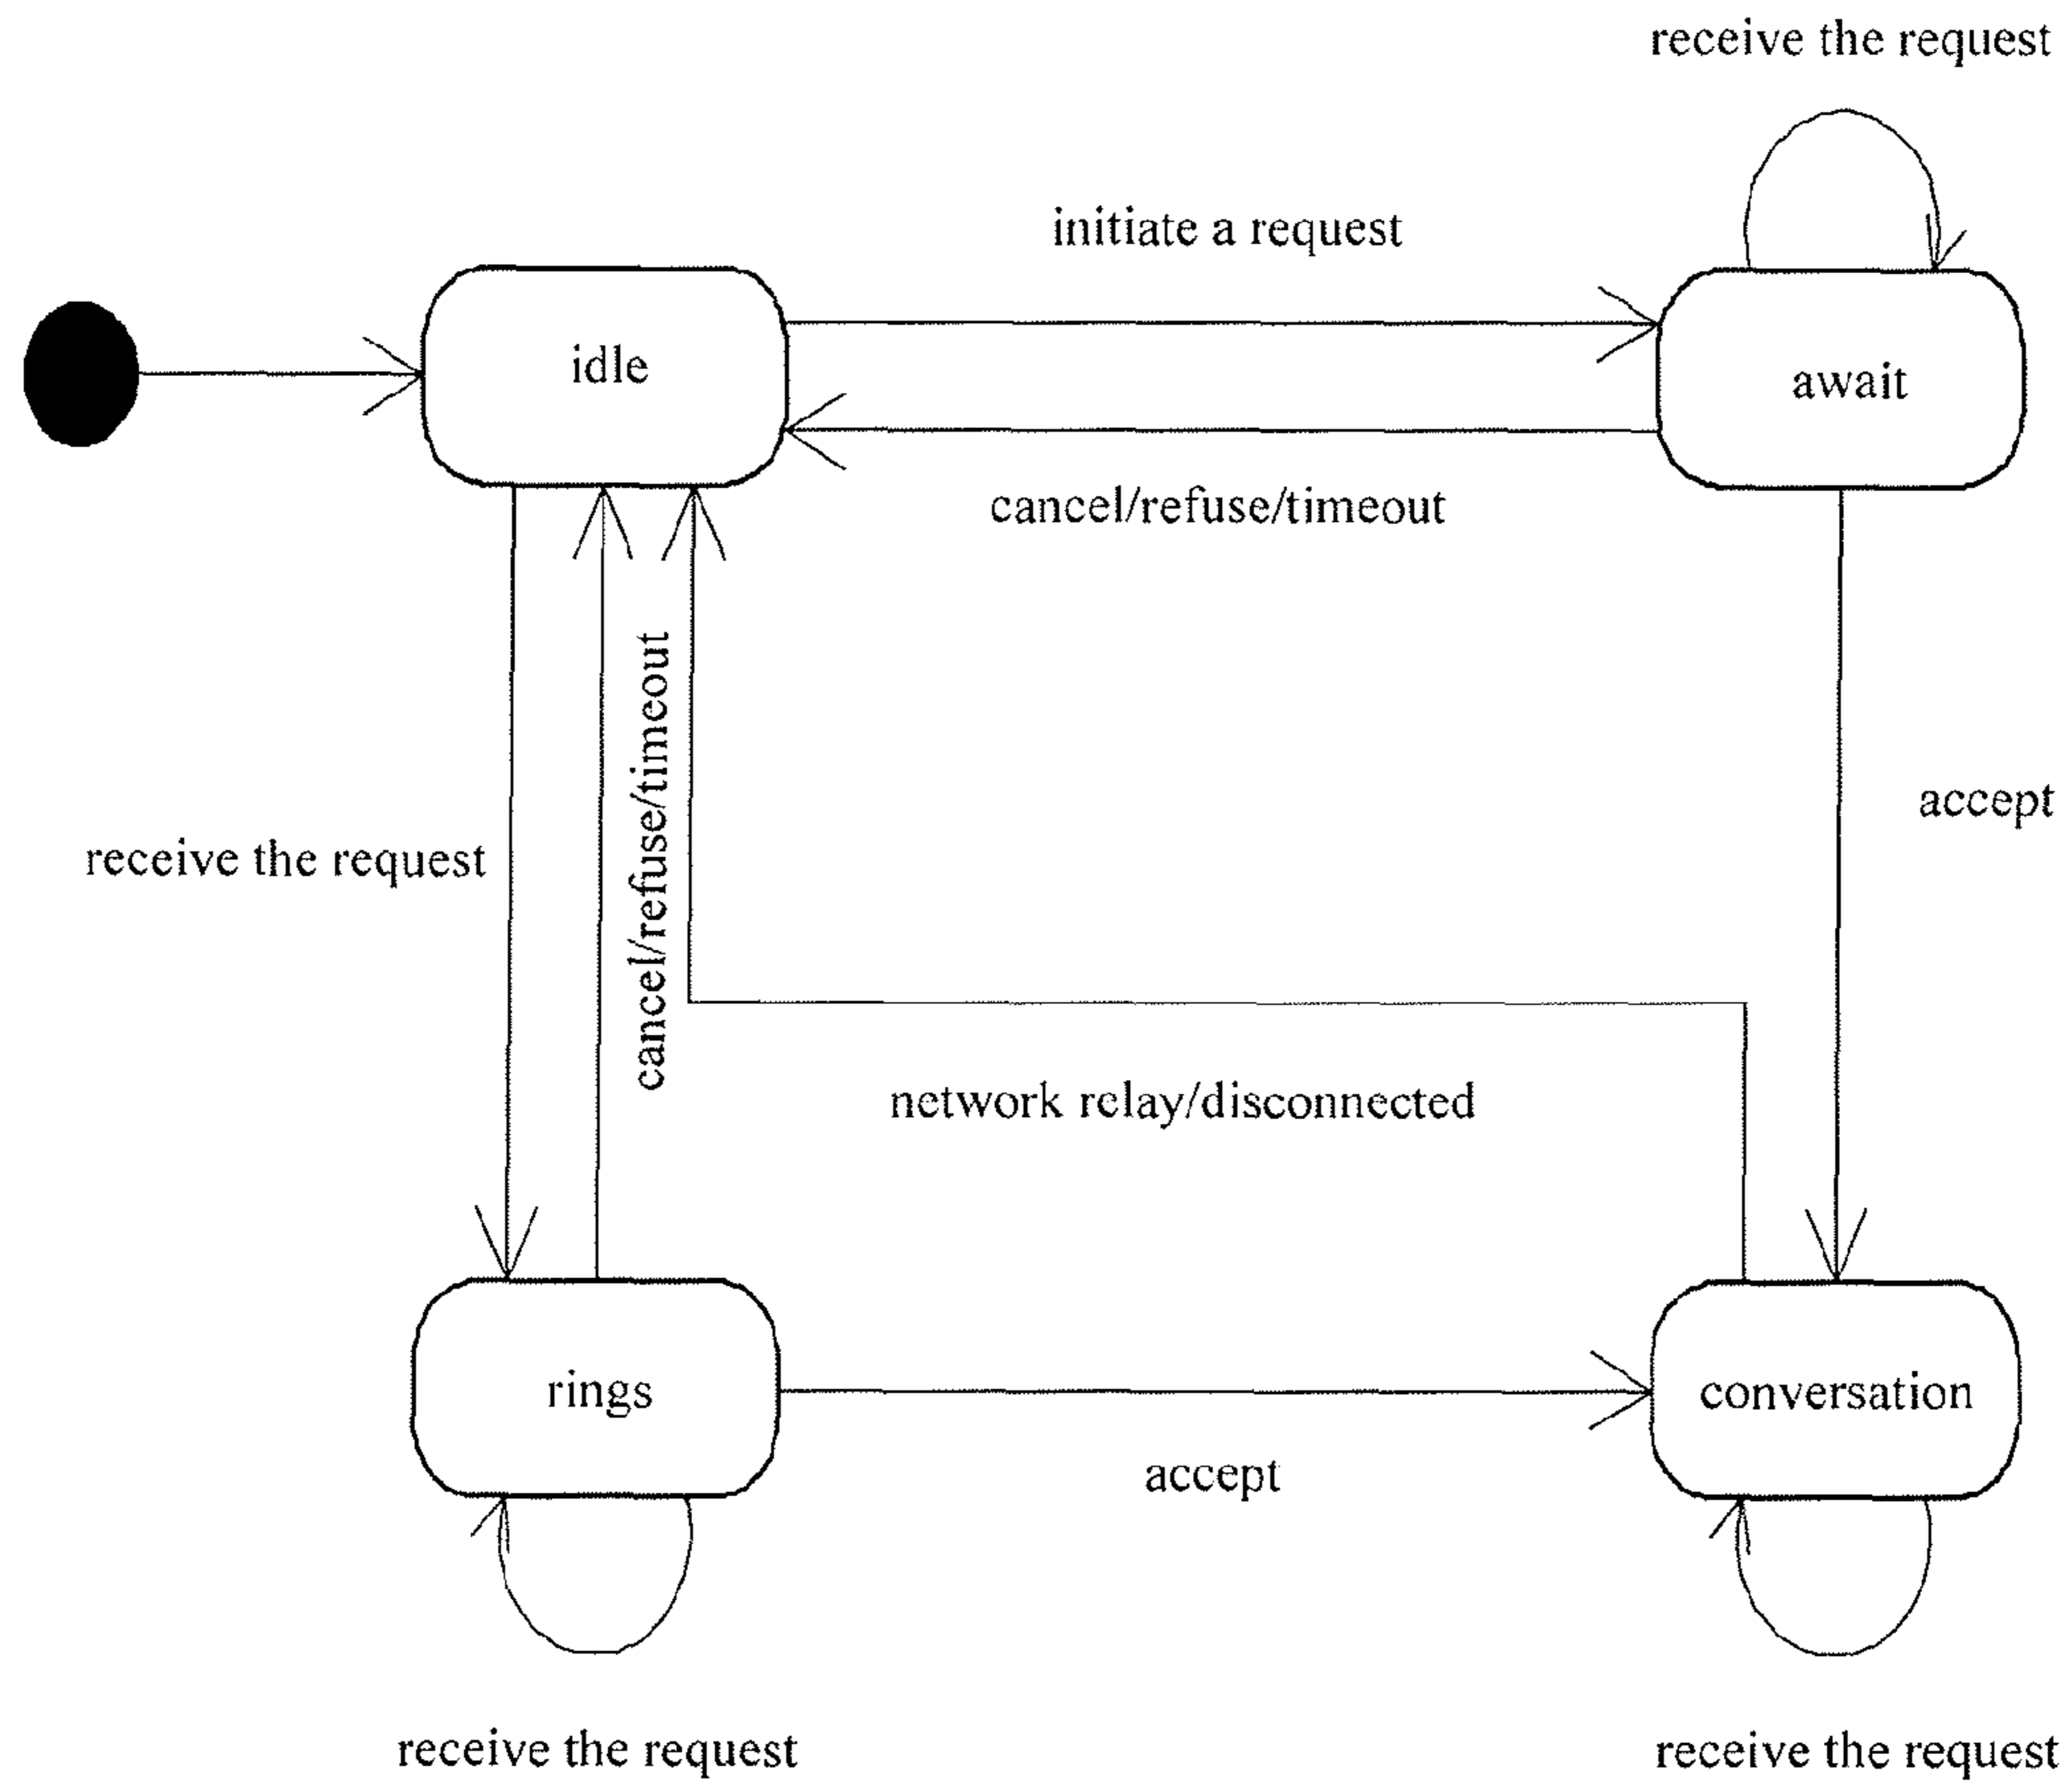 receive the request
initiate a request
idle
await
cancel/refuse/timeout
cancel/refuse/timeout
accept
receive the request
network relay/disconnected
rings
conversation
accept
receive the request
receive the request